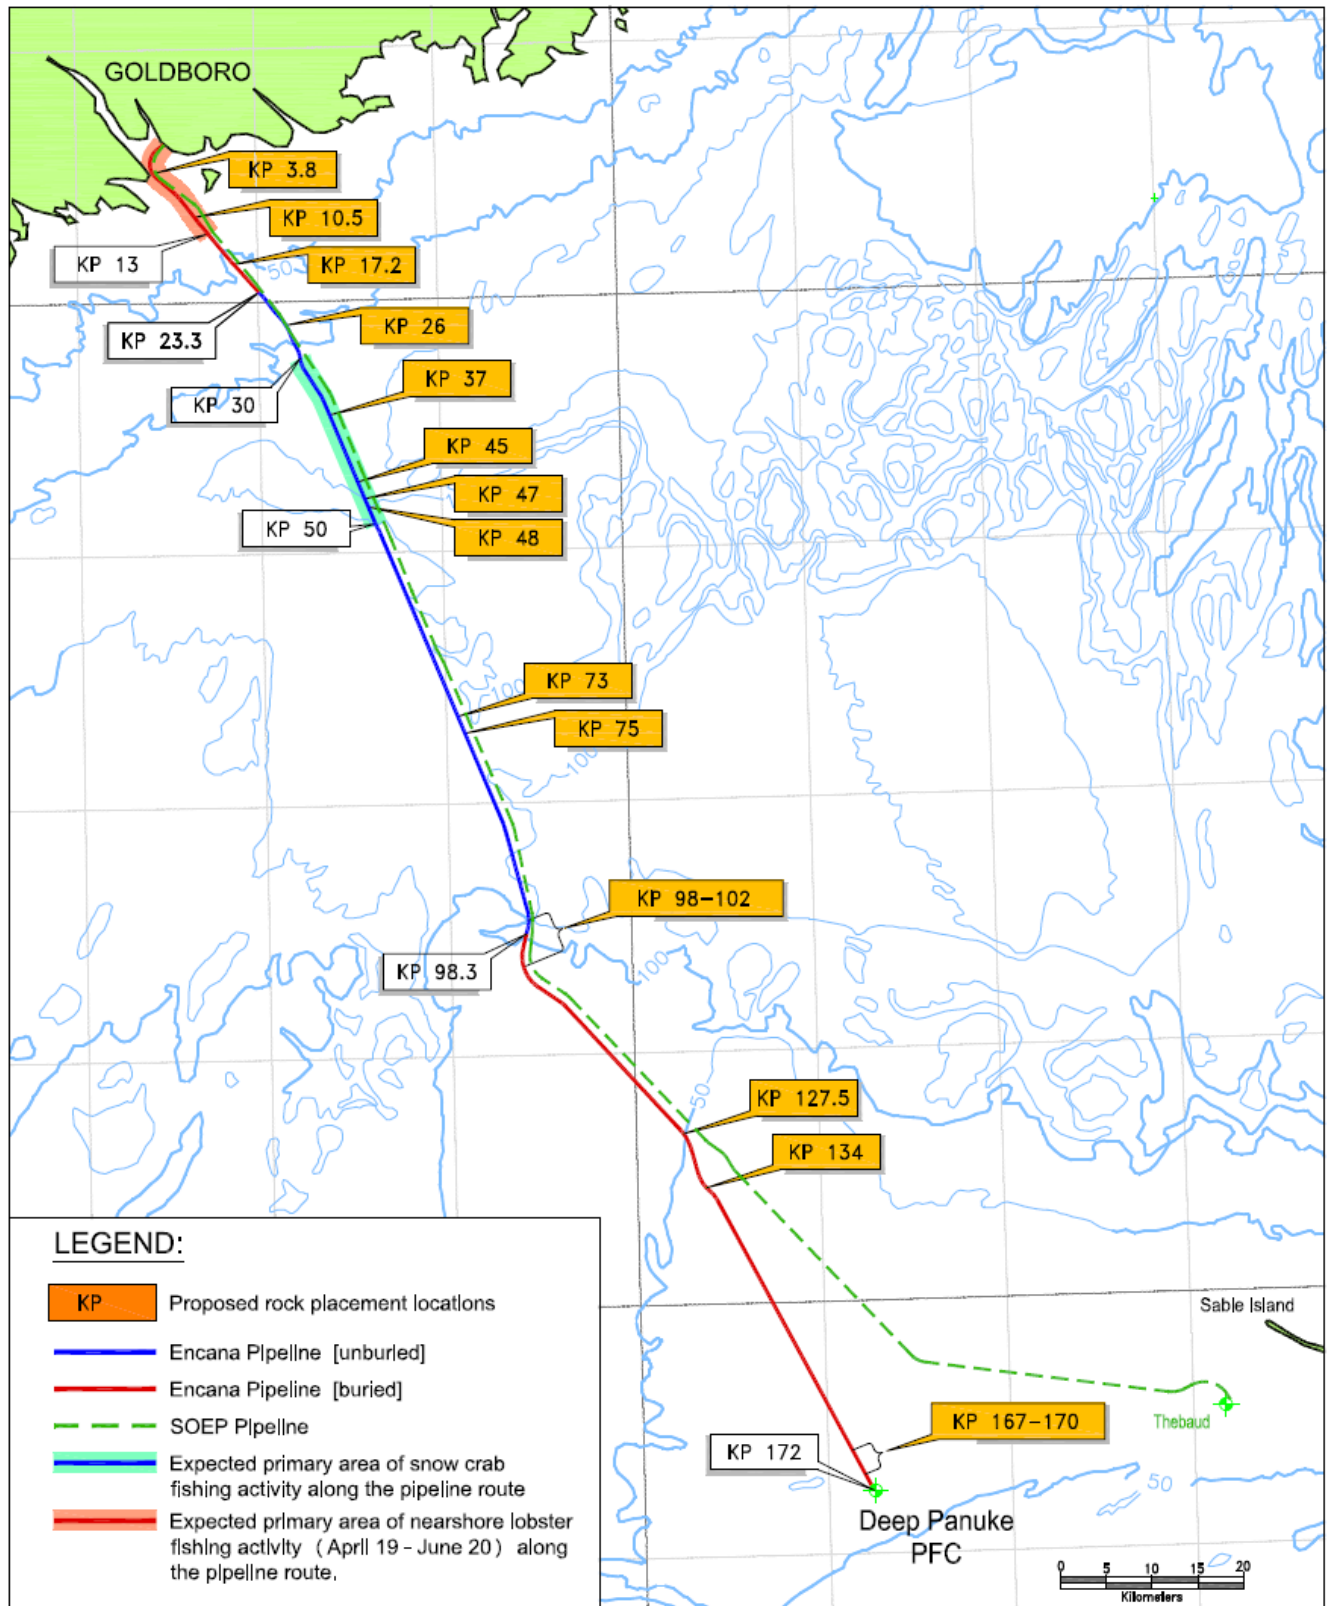 GOLDBORO
KP 3.8
KP 10.5
KP 13
KP 17.2
50
KP 23.3
KP 26
KP 30
KP 37
KP 45
KP 47
KP 50
KP 48
KP 73
100
KP 75
100
KP 98-102
KP 98.3
100
50
KP 127.5
KP 134
LEGEND:
KP Proposed rock placement locations
Encana Pipeline [unburied]
Encana Pipeline [buried]
SOEP Pipeline
Expected primary area of snow crab
fishing activity along the pipeline route
Expected primary area of nearshore lobster
fishing activity (April 19 - June 20) along
the pipeline route.
Sable Island
Thebaud
KP 167-170
KP 172
50
Deep Panuke
PFC
0 5 10 15 20
Kilometers